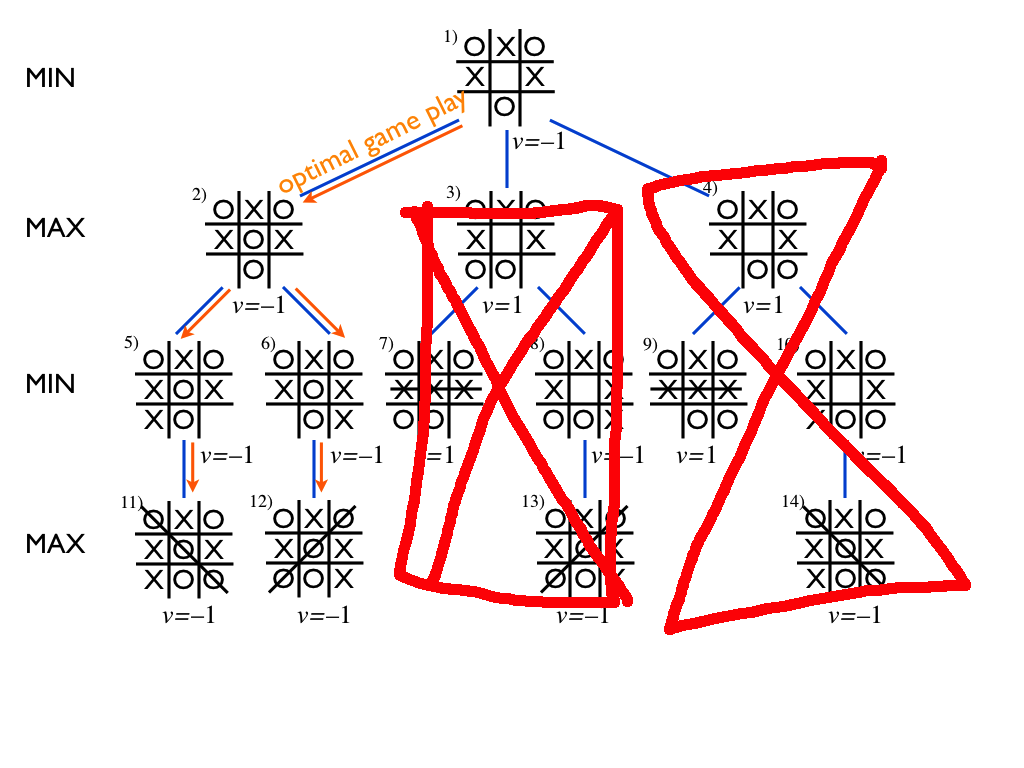 1)
O X O
MIN X X
O
optimal game play
v=–1
2) 3) 4)
O X O O X O O X O
MAX X O X X X X X
O O O O O
v=–1 v=1 v=1
5) 6) 7) 8) 9)
O X O O X O O X O O X O O X O O X O
MIN X O X X O X X X X X X X X X X X
X O O X O O O O X O O X O O
v=–1 v=–1 =1 v=–1 v=1 v=–1
11) 12) 13) 14)
O X O O X O O X O O X O
MAX X O X X O X X O X X O X
X O O O O X O O X X O O
v=–1 v=–1 v=–1 v=–1